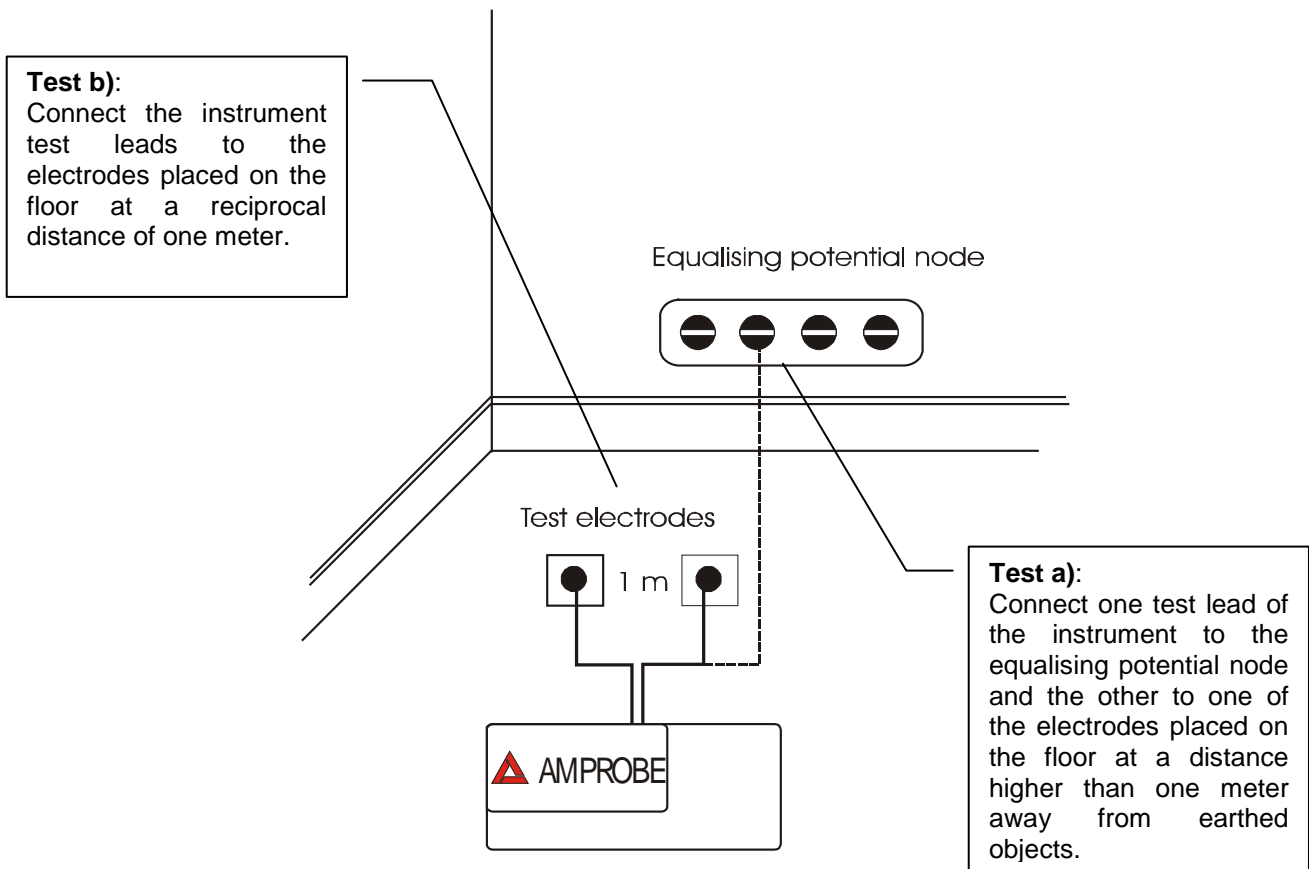 Test b):
Connect the instrument
test leads to the
electrodes placed on the
floor at a reciprocal
distance of one meter.
Equalising potential node
Test electrodes
1 m
Test a):
Connect one test lead of
the instrument to the
equalising potential node
and the other to one of
the electrodes placed on
the floor at a distance
higher than one meter
away from earthed
objects.
AMPROBE